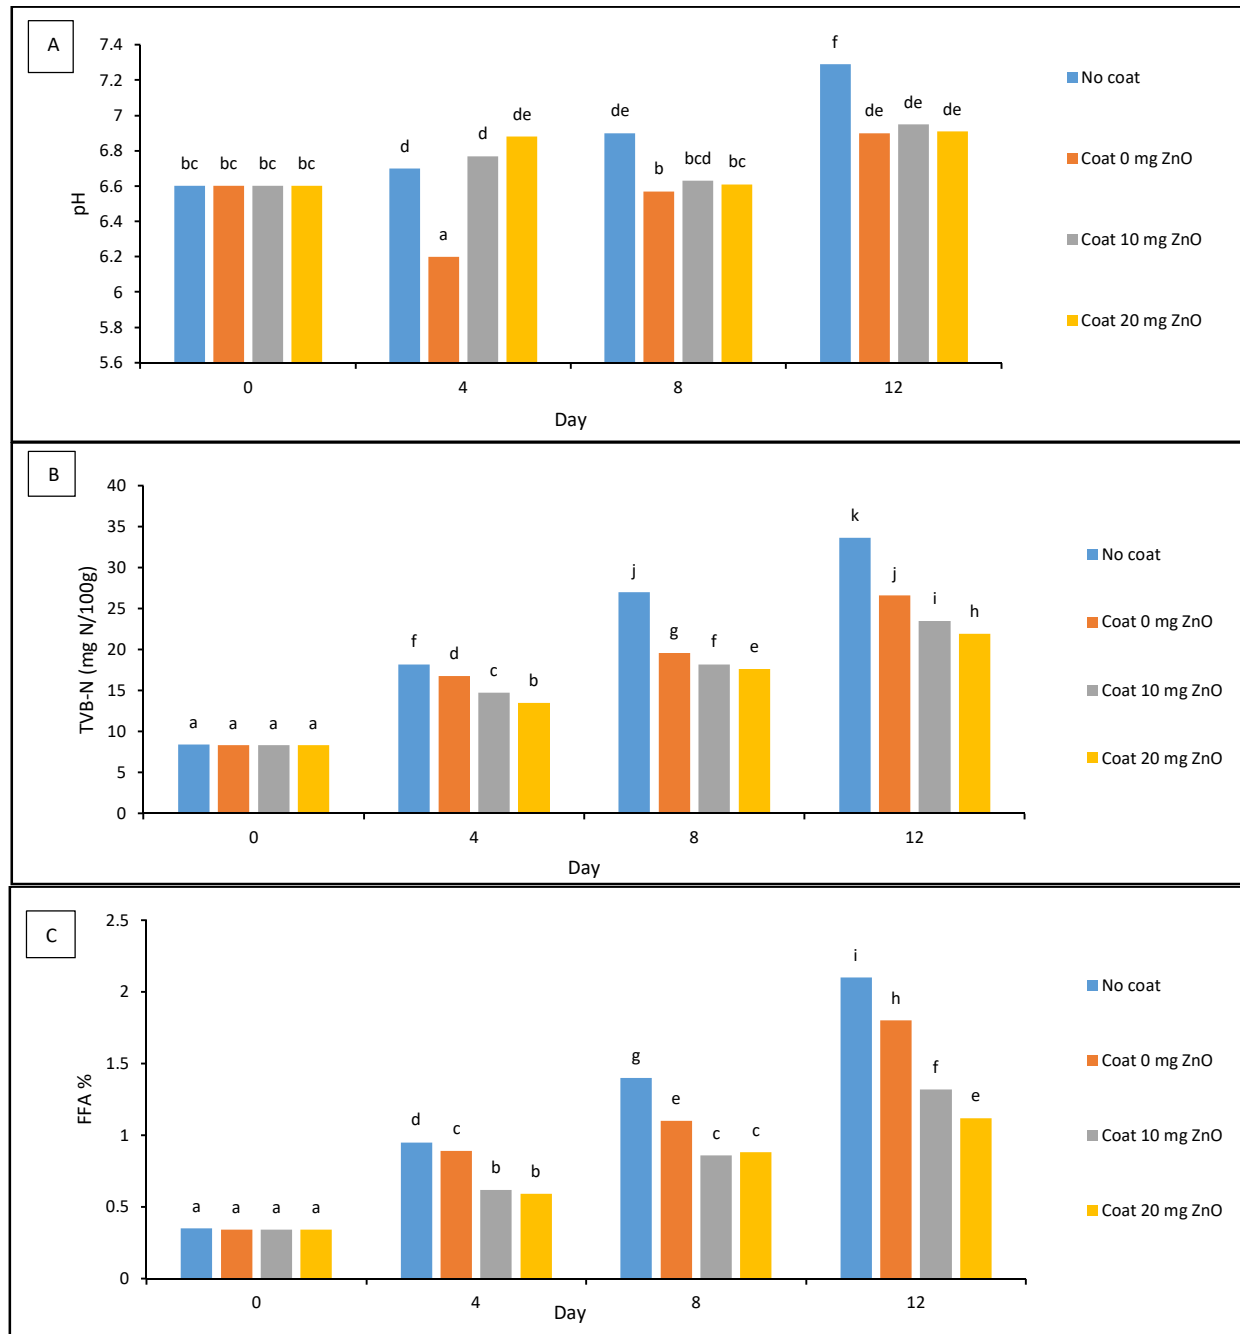 A
pH
7.4
7.2
7
6.8
6.6
6.4
6.2
6
5.8
5.6
bc bc bc bc
d a d de
de b bcd bc
f de de de
0 4 8 12
Day
No coat
Coat 0 mg ZnO
Coat 10 mg ZnO
Coat 20 mg ZnO
B
TVB-N (mg N/100g)
40
35
30
25
20
15
10
5
0
a a a a
f d c b
j g f e
k j i h
0 4 8 12
Day
No coat
Coat 0 mg ZnO
Coat 10 mg ZnO
Coat 20 mg ZnO
C
FFA %
2.5
2
1.5
1
0.5
0
a a a a
d c b b
g e c c
i h f e
0 4 8 12
Day
No coat
Coat 0 mg ZnO
Coat 10 mg ZnO
Coat 20 mg ZnO